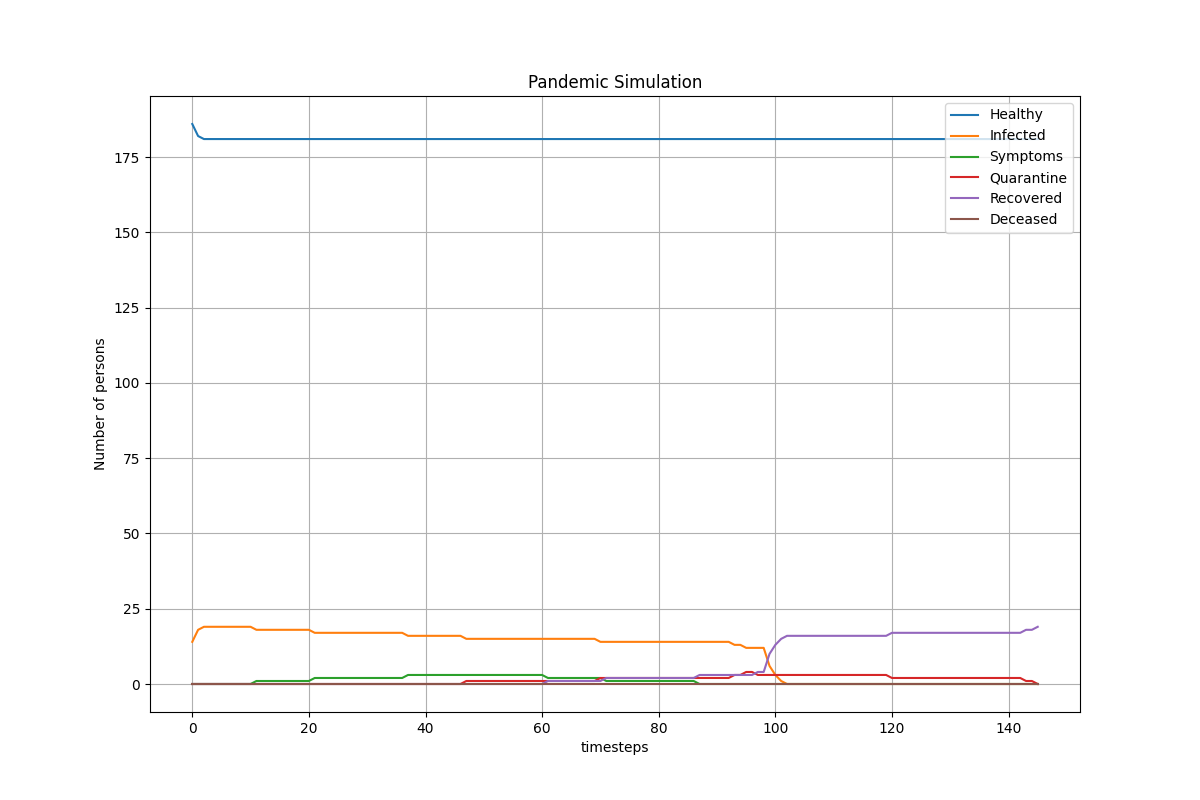 Pandemic Simulation
Healthy
Infected
Symptoms
Quarantine
Recovered
Deceased
175
150
125
100
75
50
25
0
Number of persons
0 20 40 60 80 100 120 140
timesteps